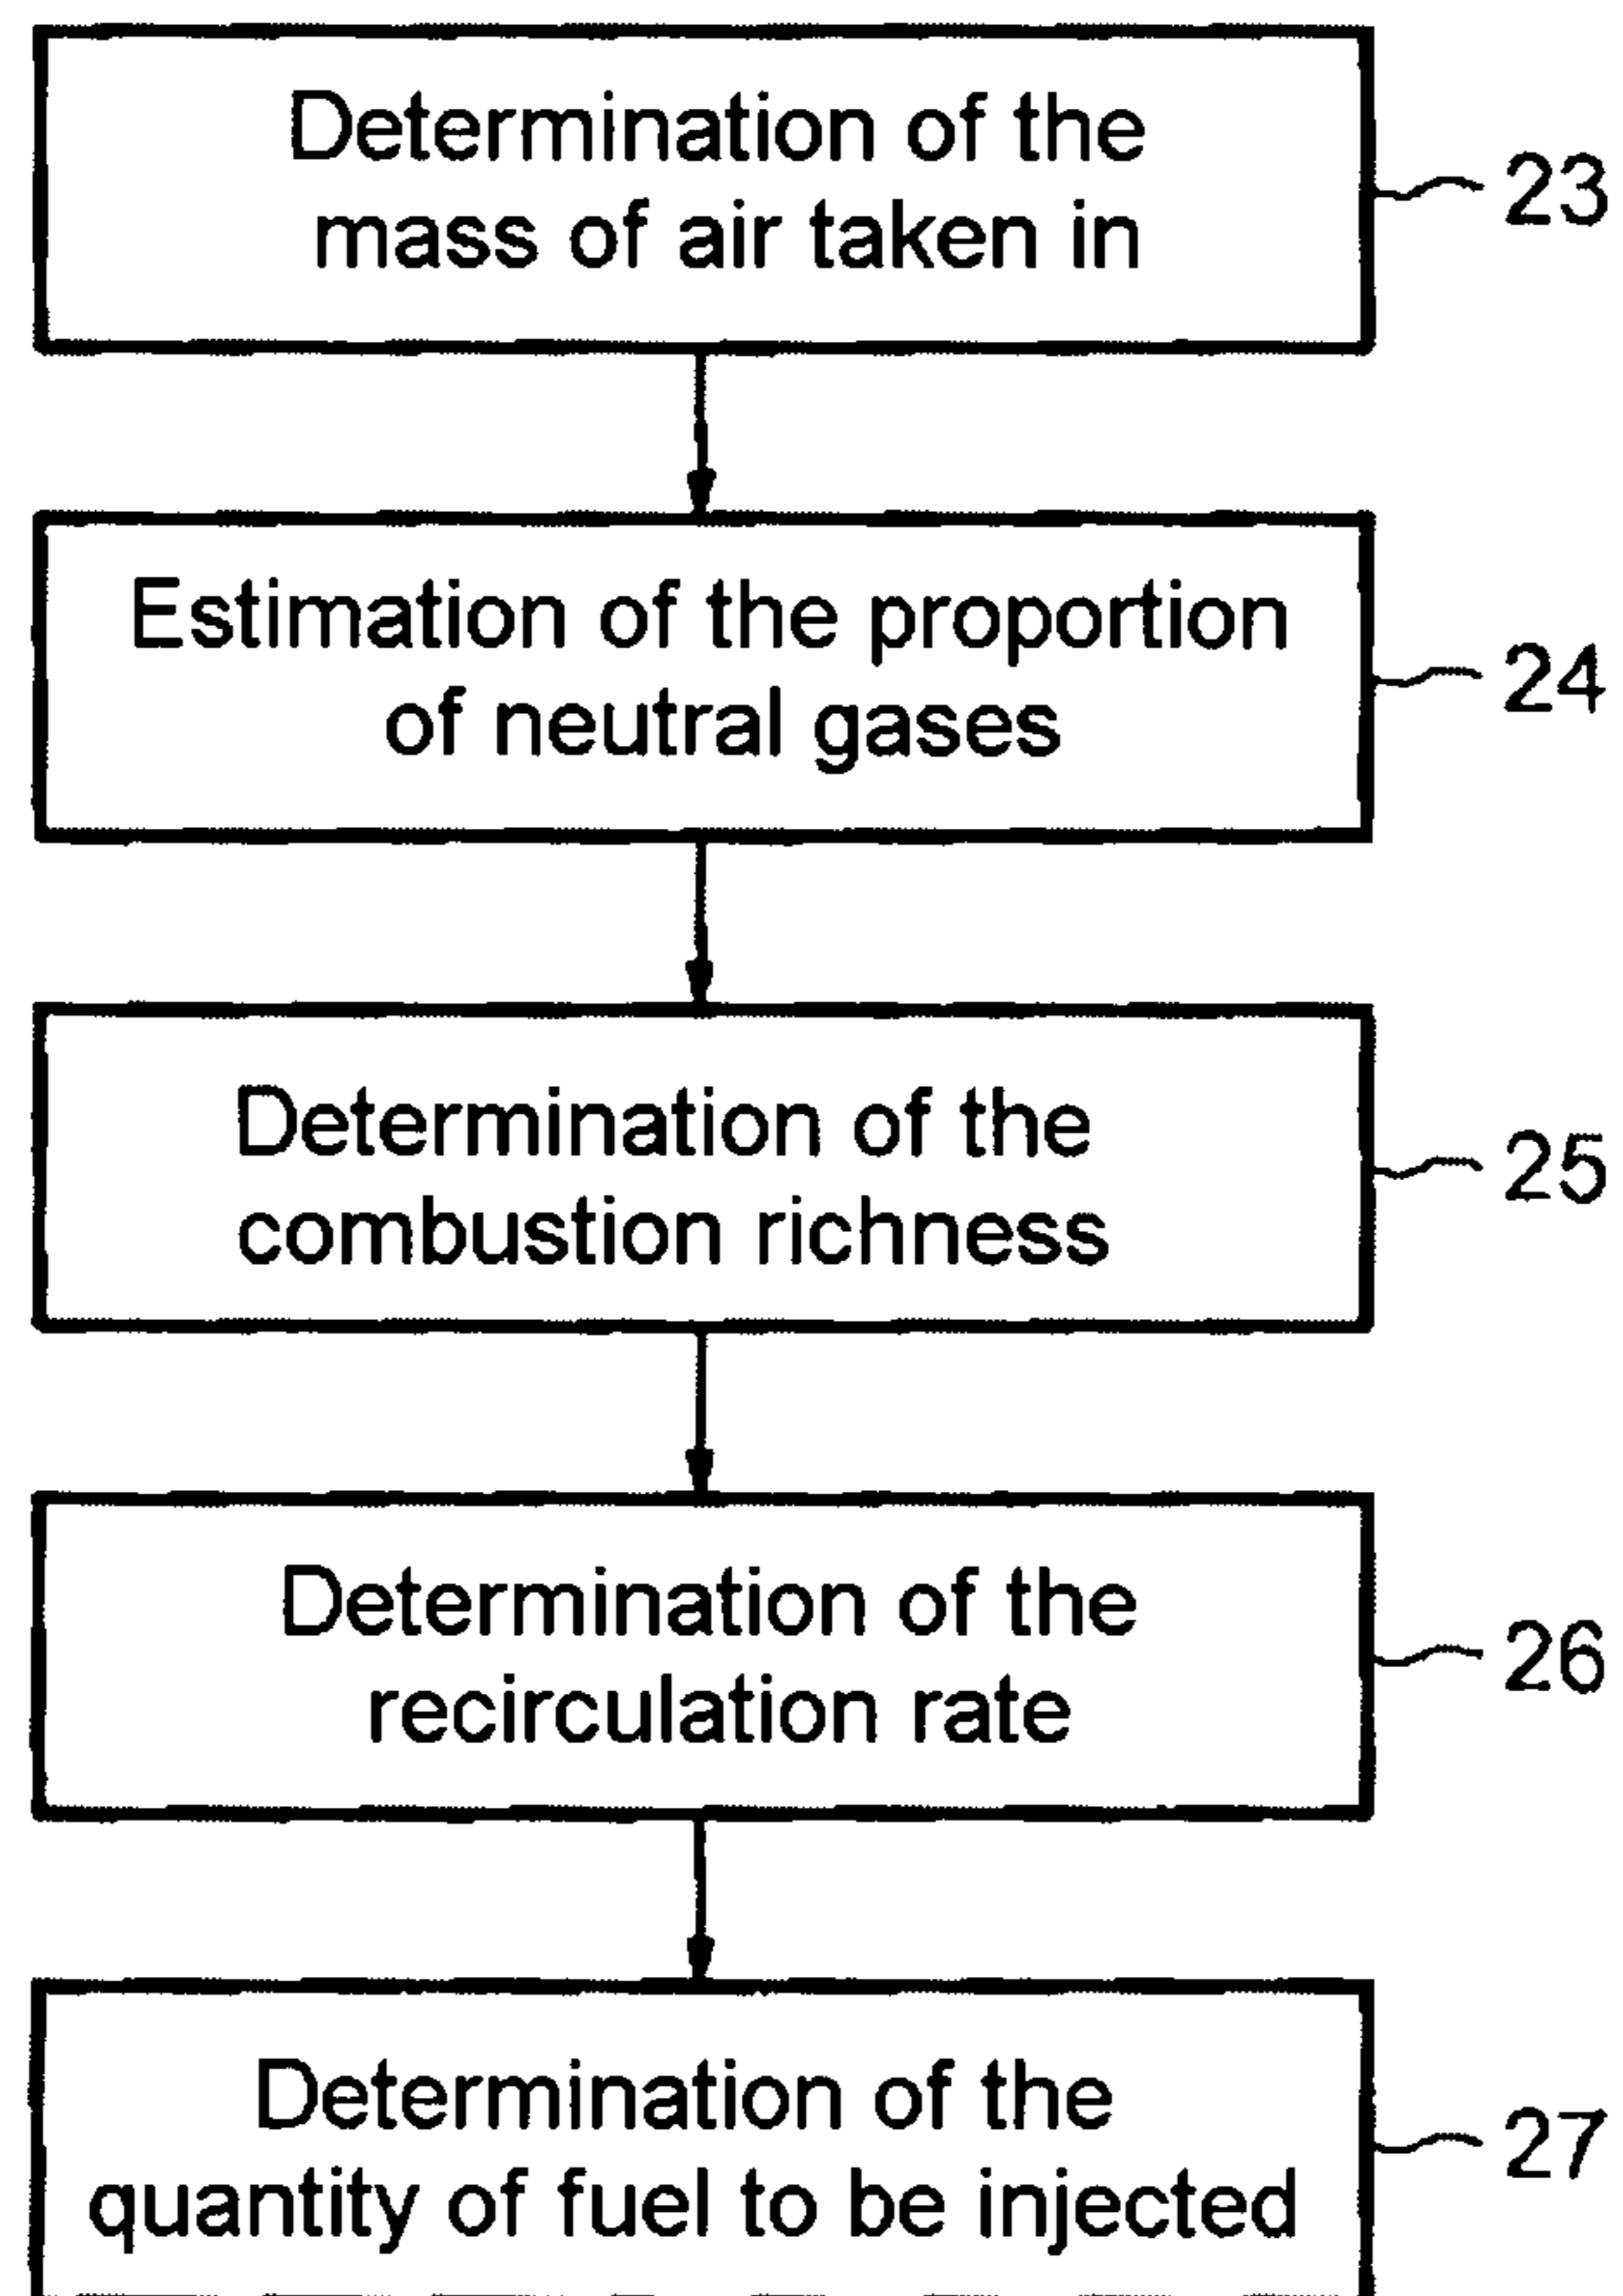 Determination of the
mass of air taken in
23
Estimation of the proportion
of neutral gases
24
Determination of the
combustion richness
25
Determination of the
recirculation rate
26
Determination of the
quantity of fuel to be injected
27